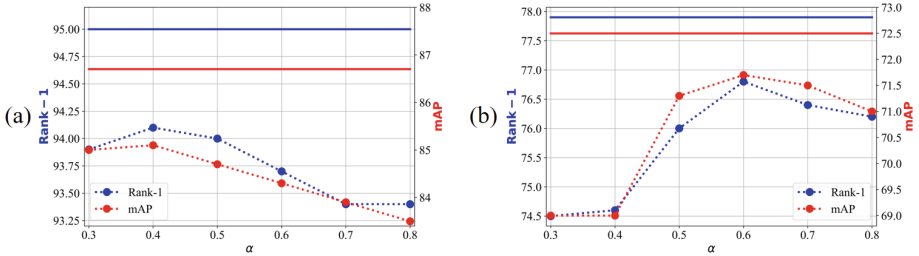 (a)
Rank−1
95.00
94.75
94.50
94.25
94.00
93.75
93.50
93.25
0.3 0.4 0.5 0.6 0.7 0.8
α
88
87
86
85
84
mAP
Rank-1
mAP
(b)
Rank−1
78.0
77.5
77.0
76.5
76.0
75.5
75.0
74.5
0.3 0.4 0.5 0.6 0.7 0.8
α
73.0
72.5
72.0
71.5
71.0
70.5
70.0
69.5
69.0
mAP
Rank-1
mAP